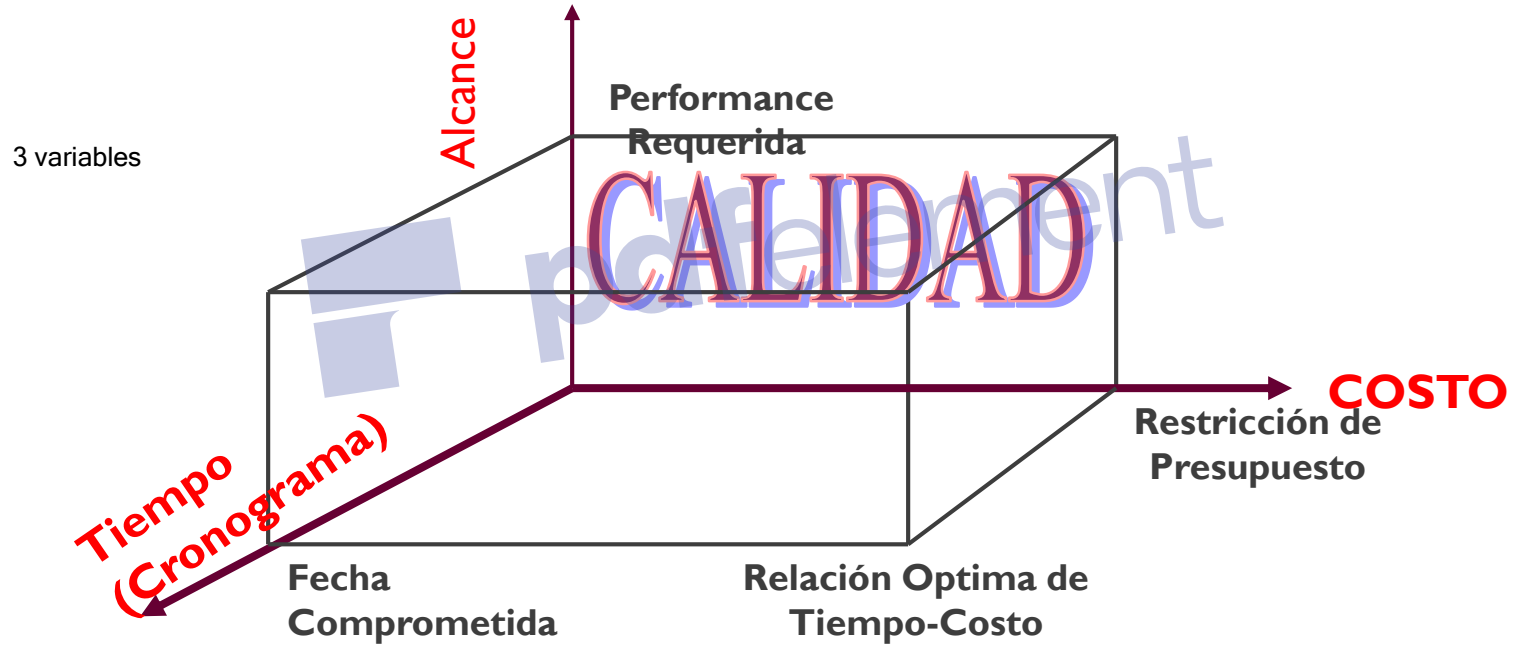 Alcance
Performance
Requerida
3 variables
CALIDAD
pdfelement
COSTO
Restricción de
Presupuesto
Tiempo
(Cronograma)
Fecha
Comprometida
Relación Optima de
Tiempo-Costo